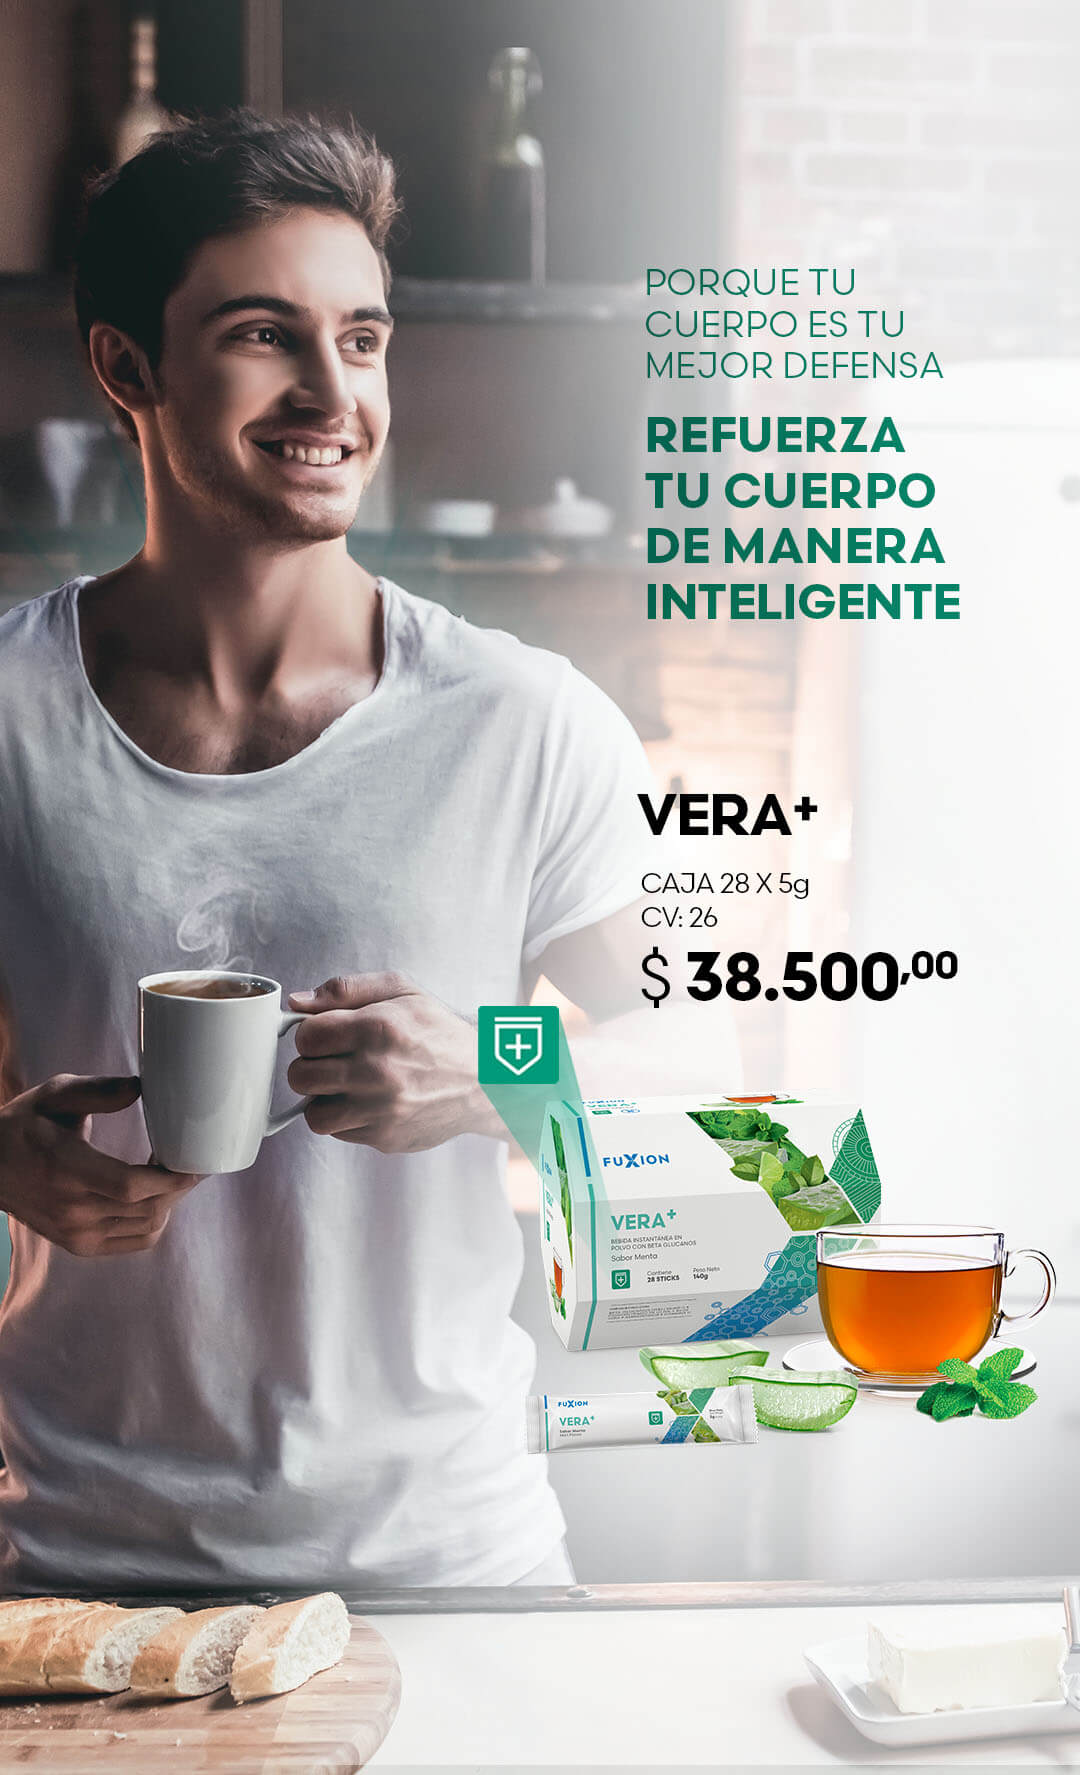 PORQUE TU
CUERPO ES TU
MEJOR DEFENSA
REFUERZA
TU CUERPO
DE MANERA
INTELIGENTE
VERA+
CAJA 28 X 5g
CV: 26
$ 38.500,00
FUXION
VERA+
BEBIDA INSTANTÁNEA EN
POLVO CON BETA GLUCANOS
Sabor Menta
Contiene
28 STICKS
Peso Neto
140g
FUXION
VERA+
Sabor Menta